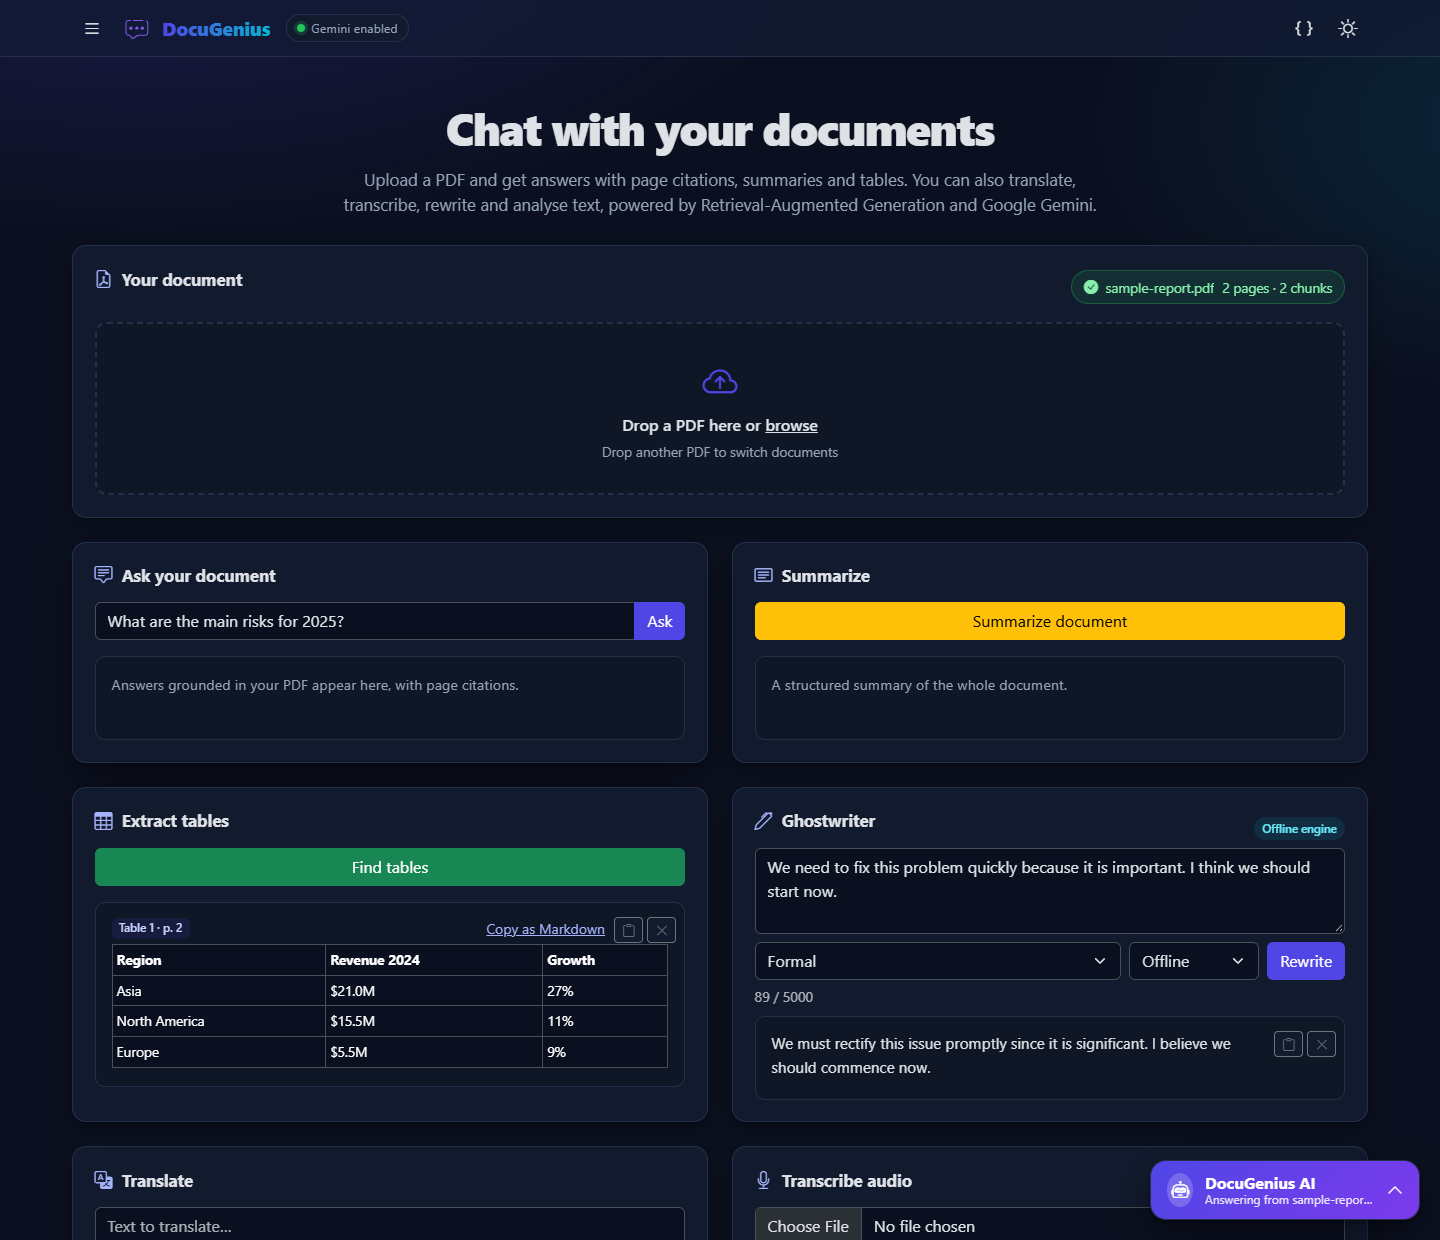 DocuGenius
Gemini enabled
{ }
Chat with your documents
Upload a PDF and get answers with page citations, summaries and tables. You can also translate,
transcribe, rewrite and analyse text, powered by Retrieval-Augmented Generation and Google Gemini.
Your document
sample-report.pdf 2 pages · 2 chunks
Drop a PDF here or browse
Drop another PDF to switch documents
Ask your document
What are the main risks for 2025?
Ask
Answers grounded in your PDF appear here, with page citations.
Summarize
Summarize document
A structured summary of the whole document.
Extract tables
Find tables
Table 1 · p. 2
Copy as Markdown
Region Revenue 2024 Growth
Asia $21.0M 27%
North America $15.5M 11%
Europe $5.5M 9%
Ghostwriter
Offline engine
We need to fix this problem quickly because it is important. I think we should
start now.
Formal
Offline
Rewrite
89 / 5000
We must rectify this issue promptly since it is significant. I believe we
should commence now.
Translate
Text to translate...
Transcribe audio
Choose File No file chosen
DocuGenius AI
Answering from sample-repor...